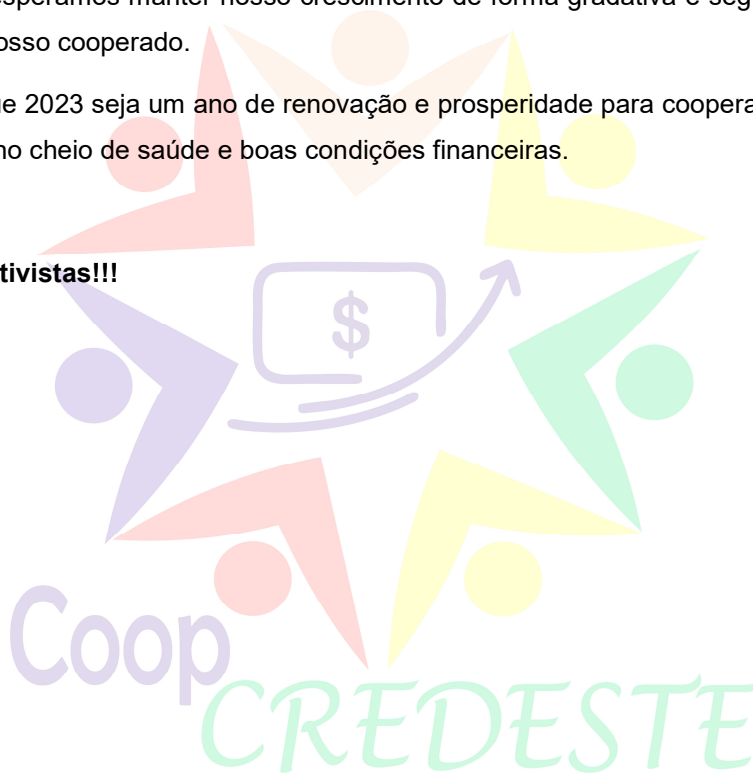 esperamos manter nosso crescimento de forma gradativa e seg
osso cooperado.
ue 2023 seja um ano de renovação e prosperidade para coopera
no cheio de saúde e boas condições financeiras.
tivistas!!!
$
Coop
CREDESTE